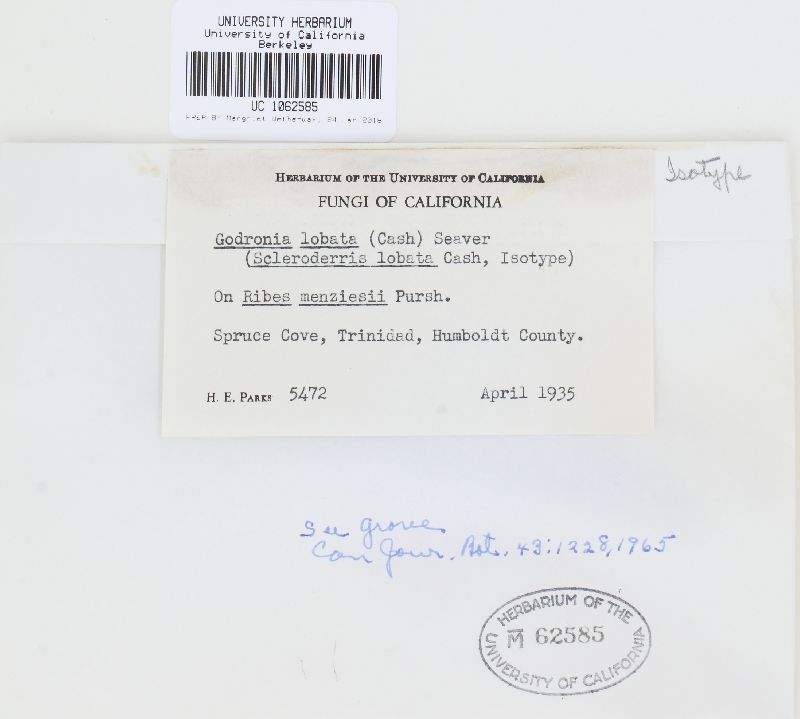 UNIVERSITY HERBARIUM
University of California
Berkeley
UC 1062585
Isotype
HERBARIUM OF THE UNIVERSITY OF CALIFORNIA
FUNGI OF CALIFORNIA
Godronia lobata (Cash) Seaver
(Scleroderris lobata Cash, Isotype)
On Ribes menziesii Pursh.
Spruce Cove, Trinidad, Humboldt County.
H. E. PARKS 5472 April 1935
See Groves
Can Jour. Bot. 43:1228, 1965
HERBARIUM OF THE
M 62585
UNIVERSITY OF CALIFORNIA